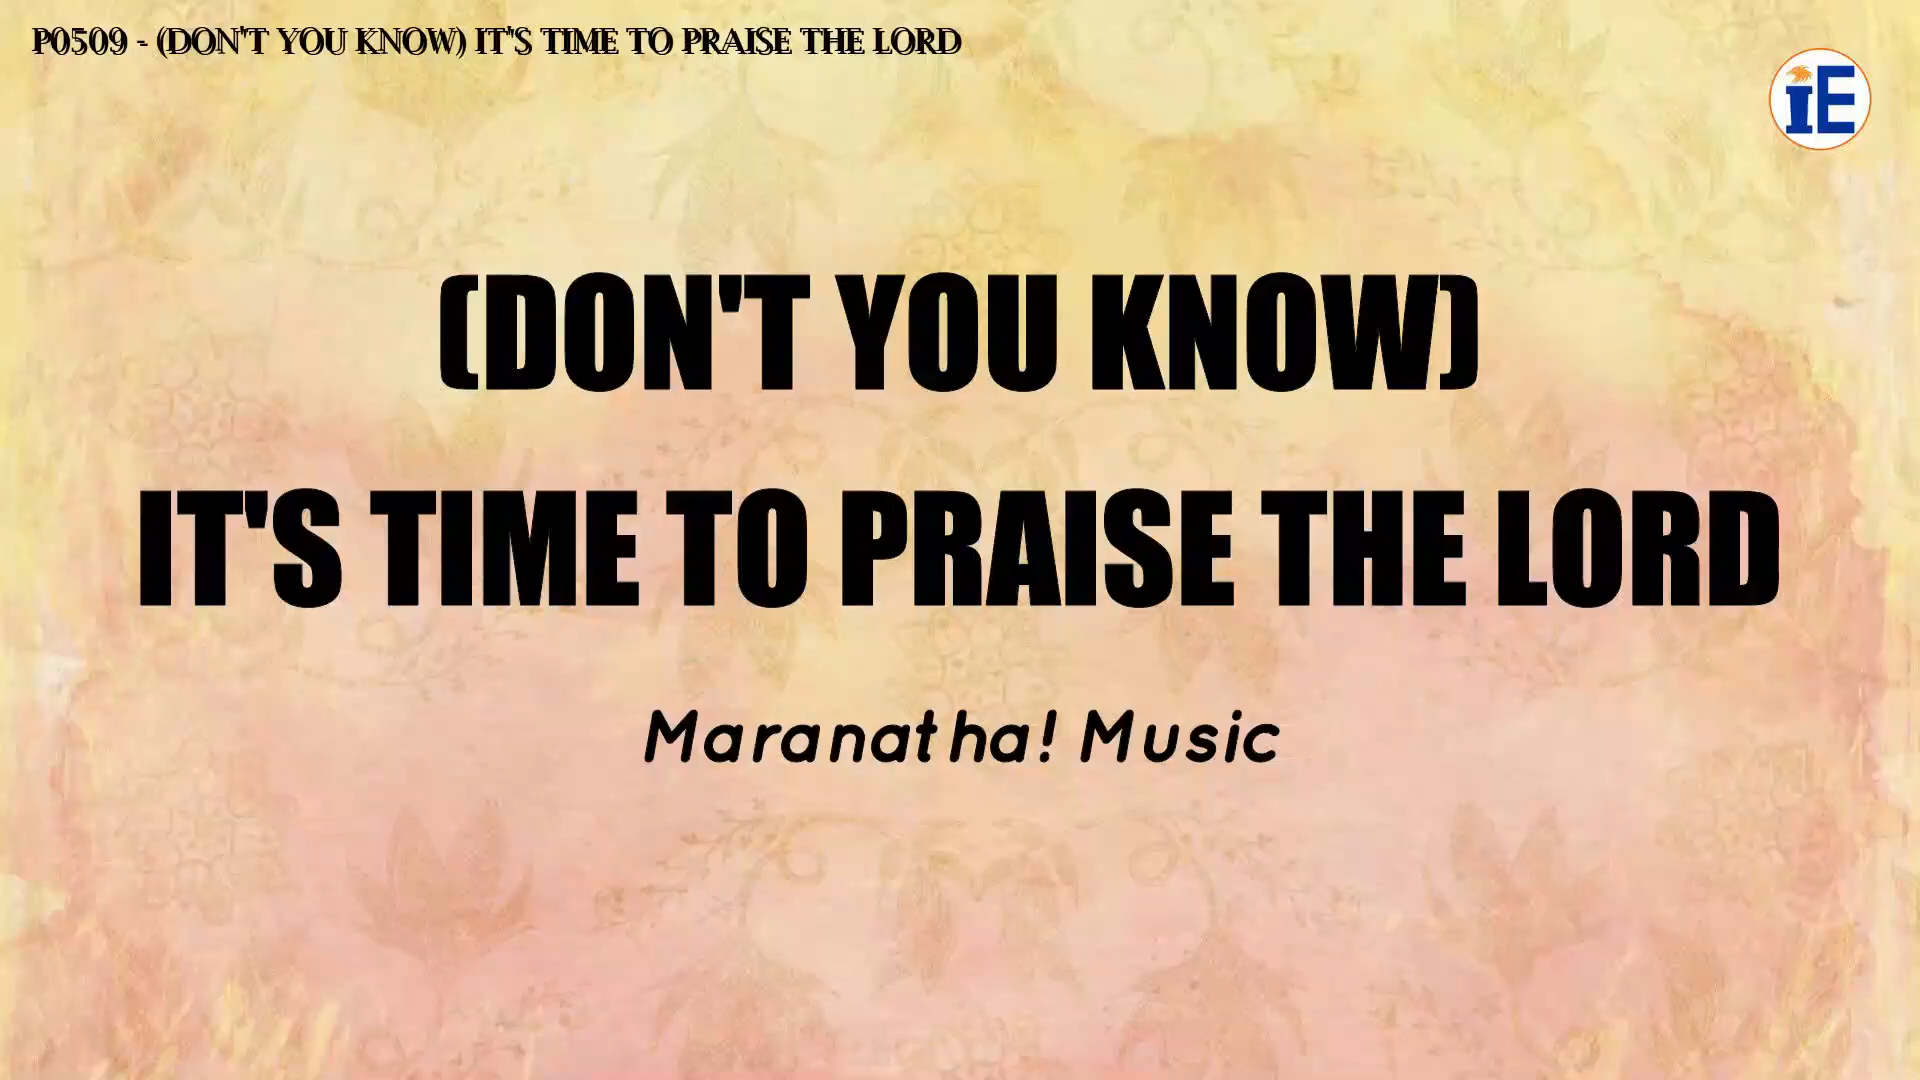 P0509 - (DON'T YOU KNOW) IT'S TIME TO PRAISE THE LORD
iE
(DON'T YOU KNOW)
IT'S TIME TO PRAISE THE LORD
Maranatha! Music